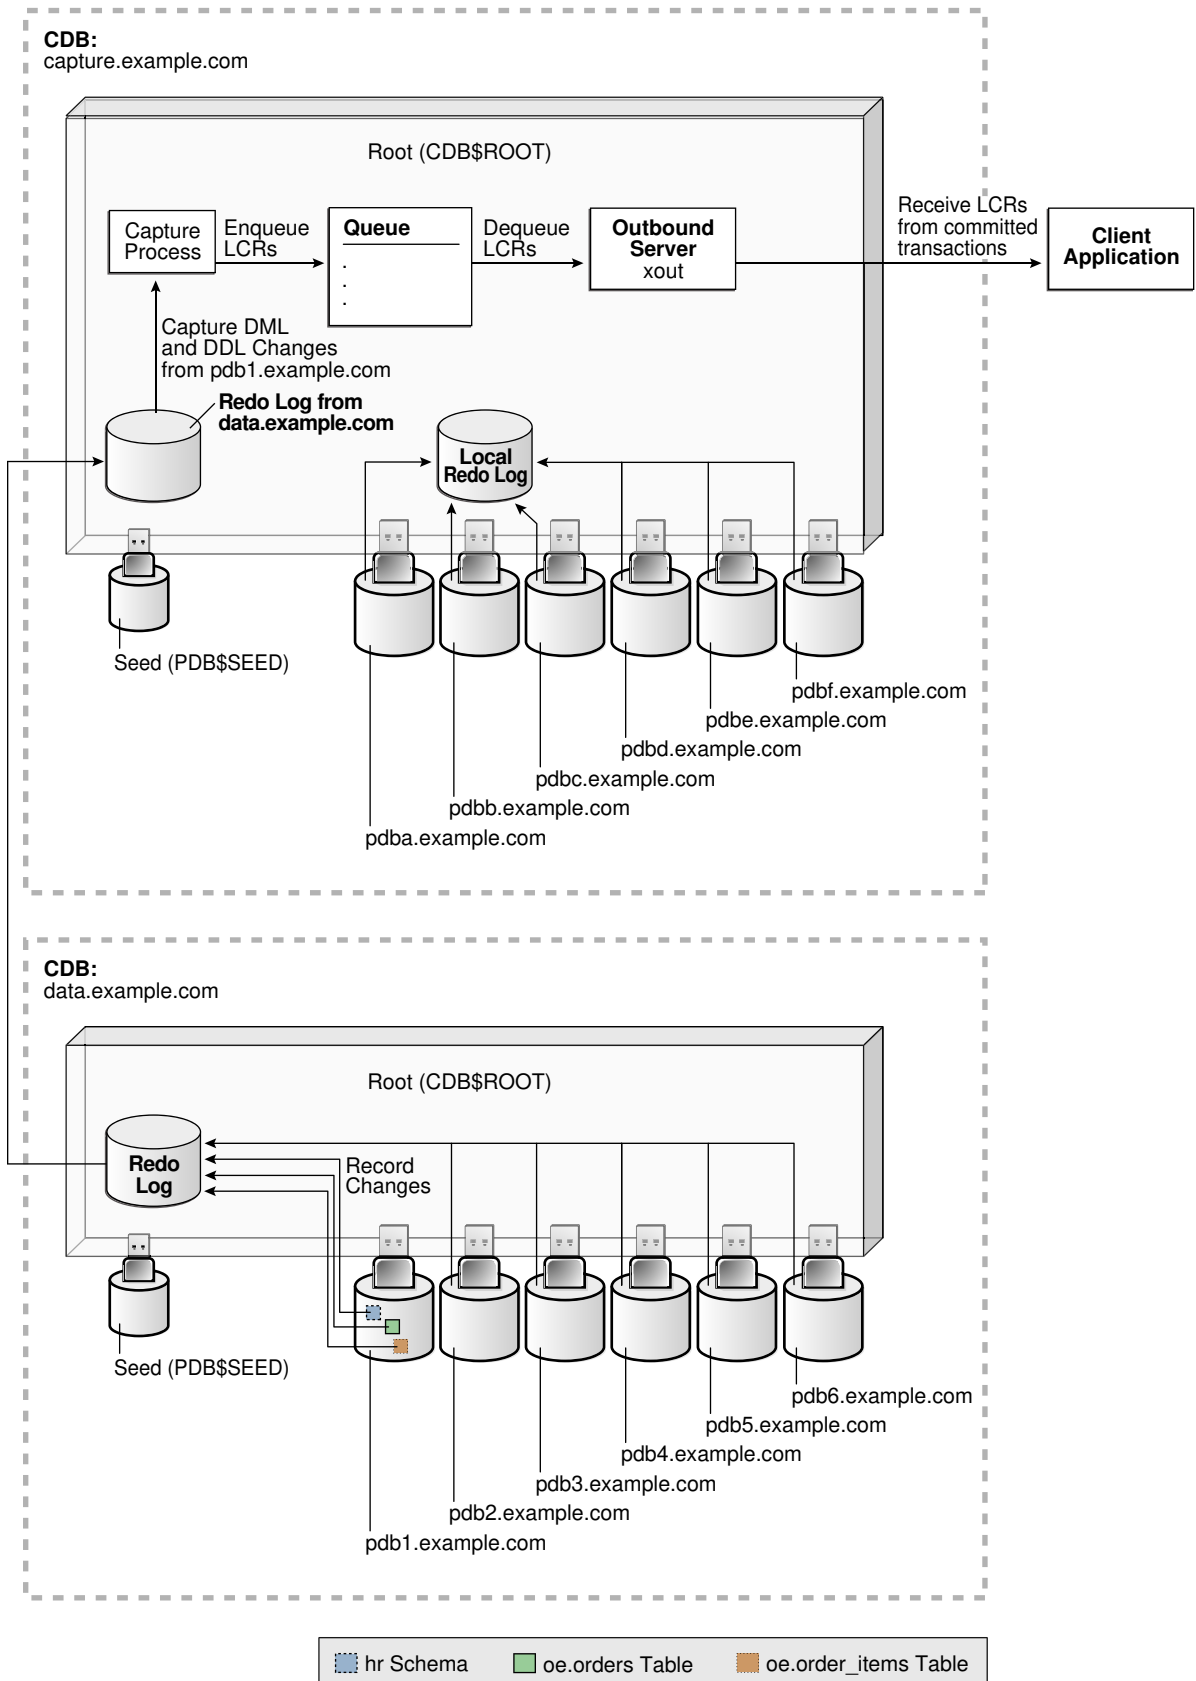 CDB:
capture.example.com
Root (CDB$ROOT)
Capture
Process
Enqueue
LCRs
Queue
.
.
.
Dequeue
LCRs
Outbound
Server
xout
Receive LCRs
from committed
transactions
Client
Application
Capture DML
and DDL Changes
from pdb1.example.com
Redo Log from
data.example.com
Local
Redo Log
Seed (PDB$SEED)
pdbf.example.com
pdbe.example.com
pdbd.example.com
pdbc.example.com
pdbb.example.com
pdba.example.com
CDB:
data.example.com
Root (CDB$ROOT)
Redo
Log
Record
Changes
Seed (PDB$SEED)
pdb6.example.com
pdb5.example.com
pdb4.example.com
pdb3.example.com
pdb2.example.com
pdb1.example.com
hr Schema
oe.orders Table
oe.order_items Table